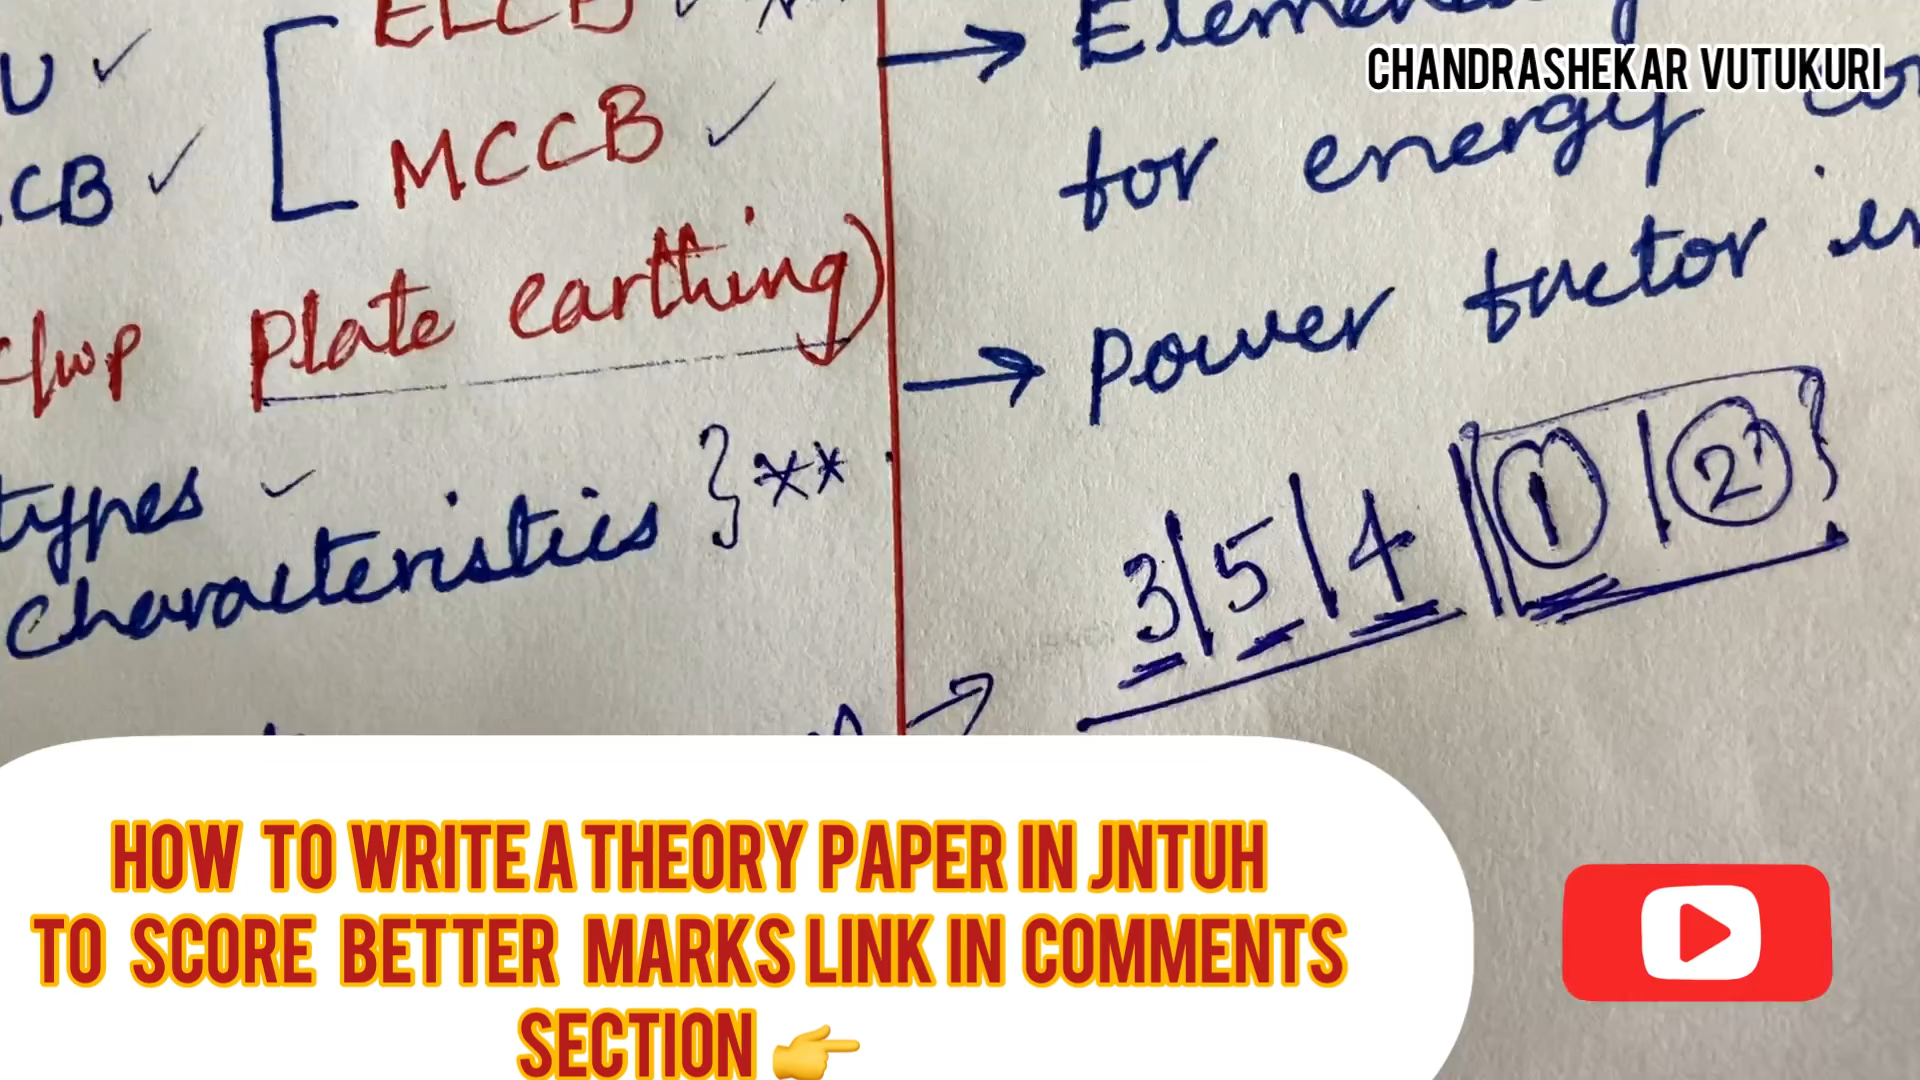 ELCB
U
MCCB
CB
Plate earthing)
types
characteristics } **
CHANDRASHEKAR VUTUKURI
for energy
→ power factor
3 | 5 | 4 || 1 | 2 }
HOW TO WRITE A THEORY PAPER IN JNTUH
TO SCORE BETTER MARKS LINK IN COMMENTS
SECTION 👉